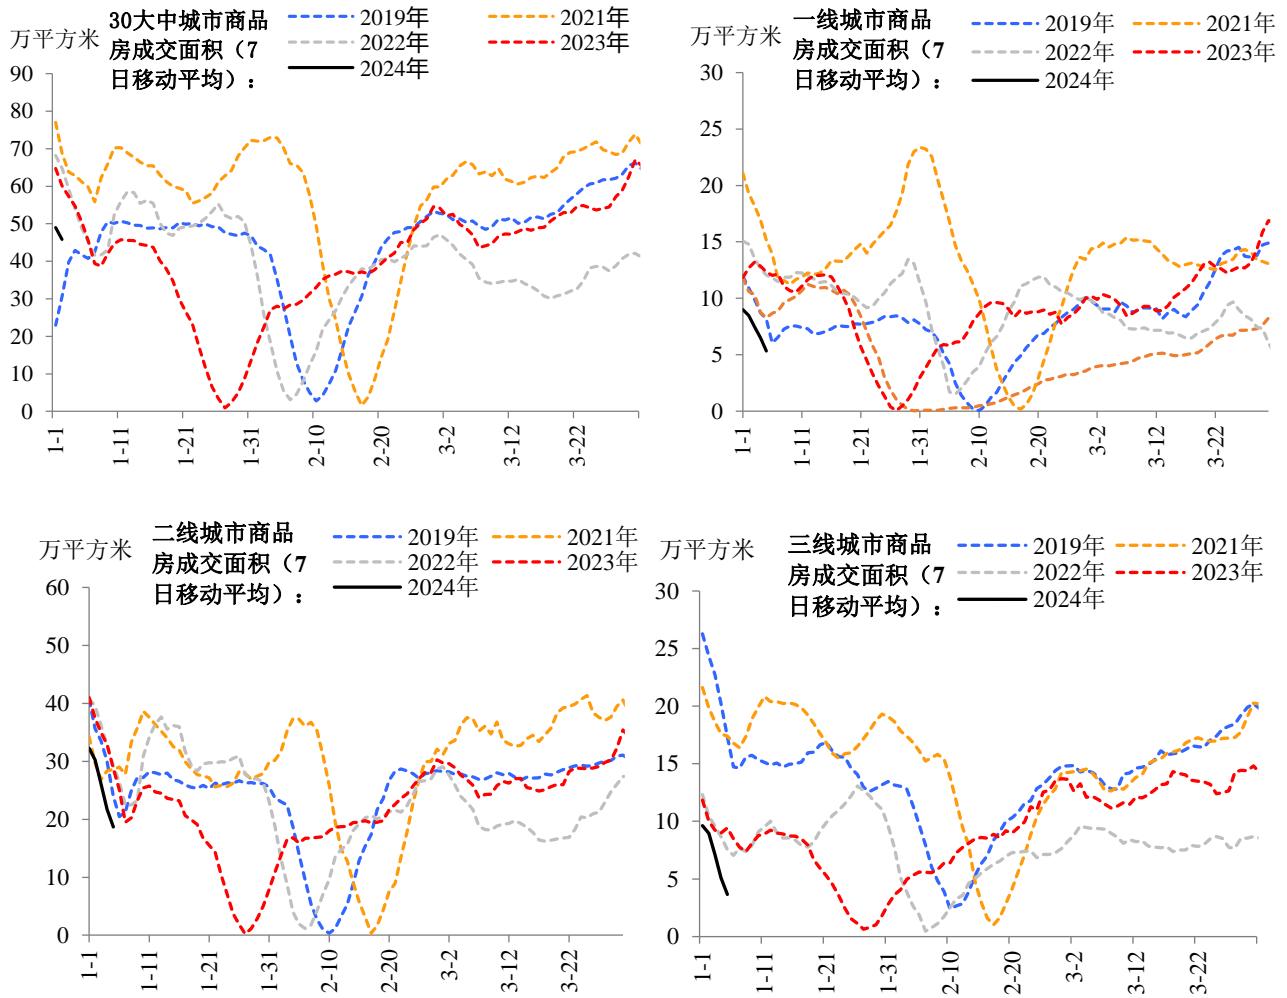 30大中城市商品
房成交面积（7
日移动平均）：
万平方米
2019年
2021年
2022年
2023年
2024年
90
80
70
60
50
40
30
20
10
0
1-1
1-11
1-21
1-31
2-10
2-20
3-2
3-12
3-22
一线城市商品
房成交面积（7
日移动平均）：
万平方米
2019年
2021年
2022年
2023年
2024年
30
25
20
15
10
5
0
1-1
1-11
1-21
1-31
2-10
2-20
3-2
3-12
3-22
二线城市商品
房成交面积（7
日移动平均）：
万平方米
2019年
2021年
2022年
2023年
2024年
60
50
40
30
20
10
0
1-1
1-11
1-21
1-31
2-10
2-20
3-2
3-12
3-22
三线城市商品
房成交面积（7
日移动平均）：
万平方米
2019年
2021年
2022年
2023年
2024年
30
25
20
15
10
5
0
1-1
1-11
1-21
1-31
2-10
2-20
3-2
3-12
3-22